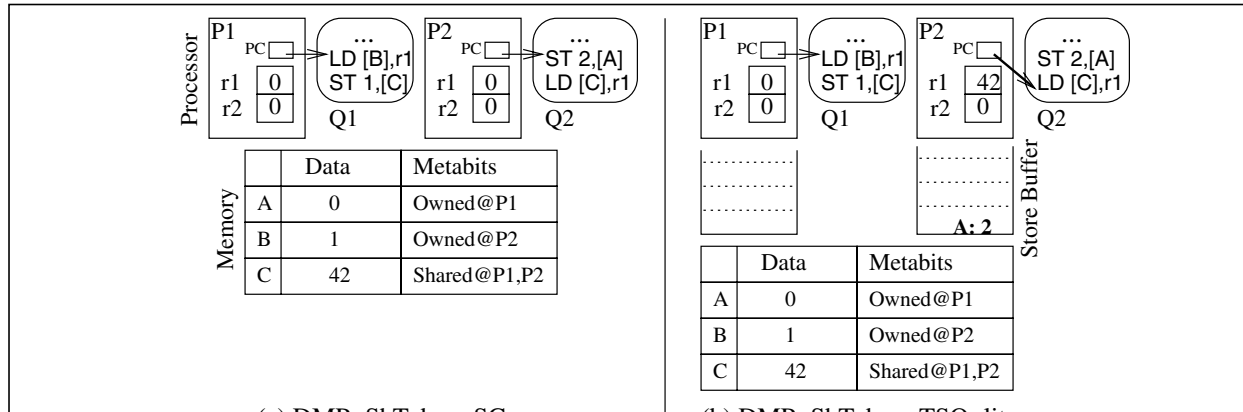 P1
PC
r1 0
r2 0
...
LD [B],r1
ST 1,[C]
Q1
P2
PC
r1 0
r2 0
...
ST 2,[A]
LD [C],r1
Q2
Processor
Data Metabits
A 0 Owned@P1
B 1 Owned@P2
C 42 Shared@P1,P2
Memory
P1
PC
r1 0
r2 0
...
LD [B],r1
ST 1,[C]
Q1
P2
PC
r1 42
r2 0
...
ST 2,[A]
LD [C],r1
Q2
A: 2
Store Buffer
Data Metabits
A 0 Owned@P1
B 1 Owned@P2
C 42 Shared@P1,P2